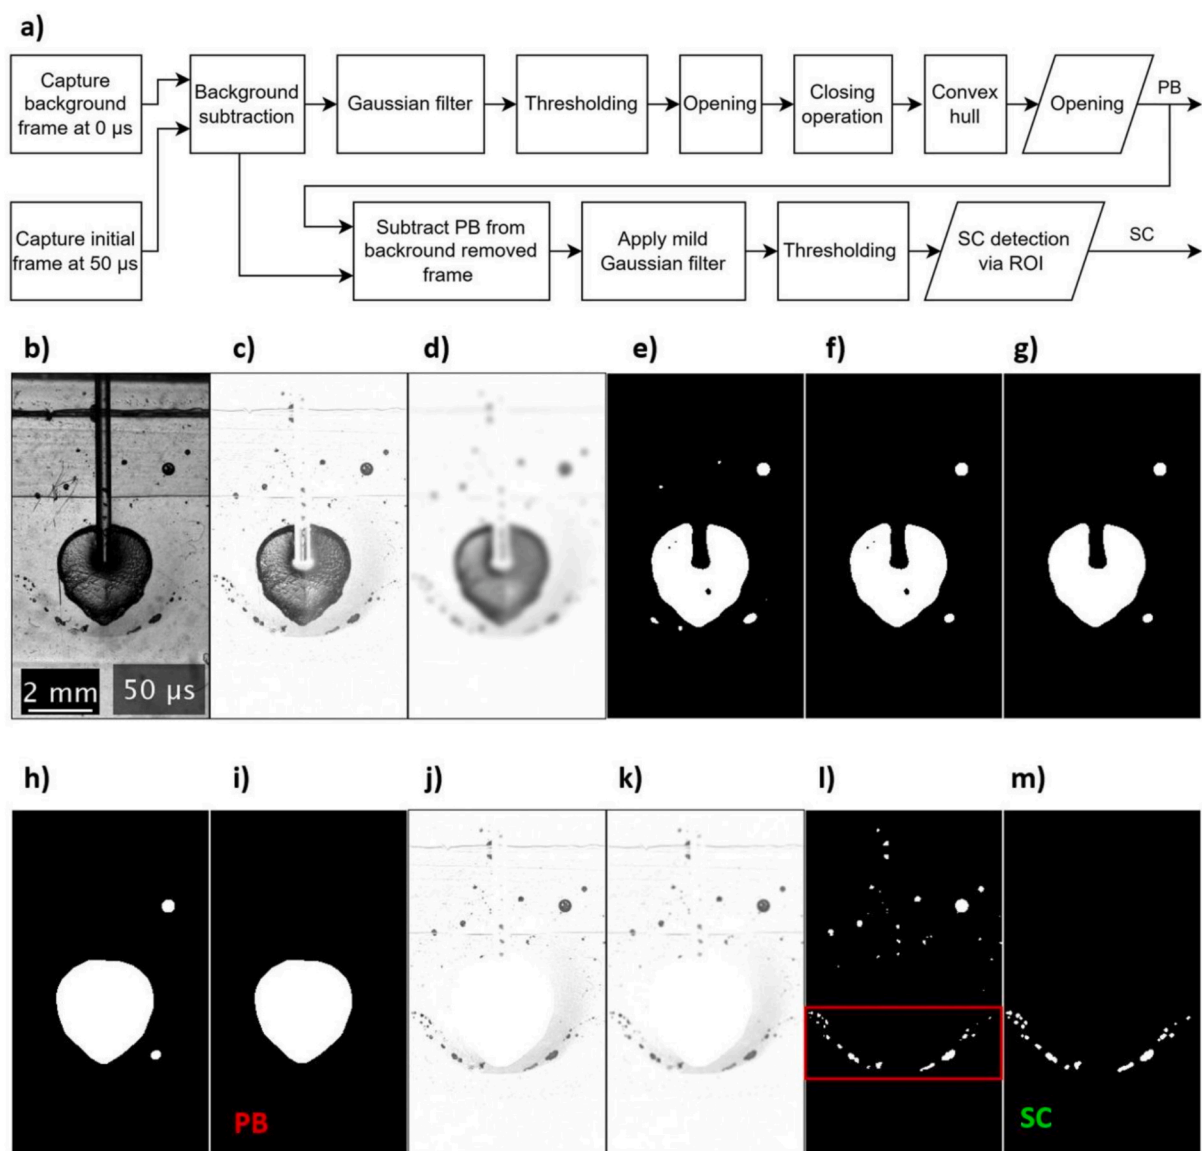 a)
Capture
background
frame at 0 µs
Background
subtraction
Gaussian filter
Thresholding
Opening
Closing
operation
Convex
hull
Opening
PB
Capture initial
frame at 50 µs
Subtract PB from
backround removed
frame
Apply mild
Gaussian filter
Thresholding
SC detection
via ROI
SC
b)
c)
d)
e)
f)
g)
2 mm
50 µs
h)
i)
j)
k)
l)
m)
PB
SC